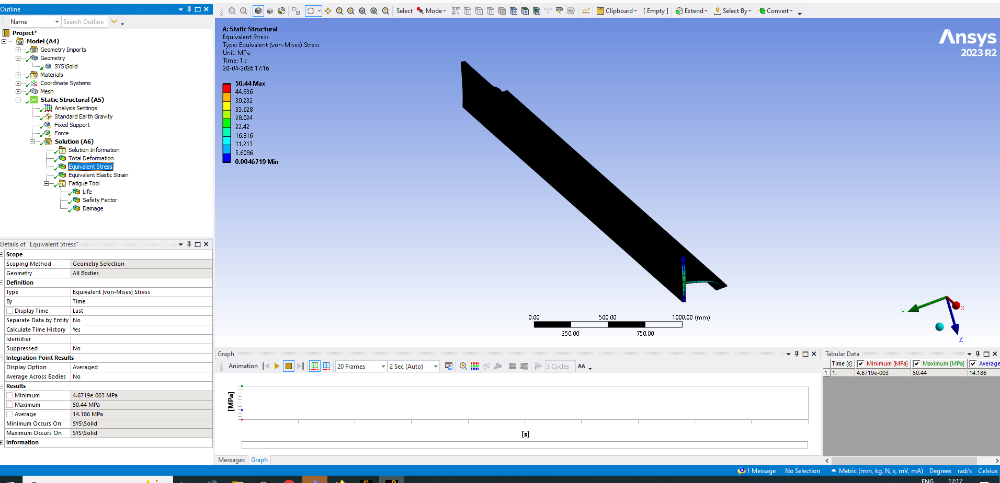 Outline
Name
Search Outline
Project*
Model (A4)
Geometry Imports
Geometry
SYS\Solid
Materials
Coordinate Systems
Mesh
Static Structural (A5)
Analysis Settings
Standard Earth Gravity
Fixed Support
Force
Solution (A6)
Solution Information
Total Deformation
Equivalent Stress
Equivalent Elastic Strain
Fatigue Tool
Life
Safety Factor
Damage
Details of "Equivalent Stress"
Scope
Scoping Method Geometry Selection
Geometry All Bodies
Definition
Type Equivalent (von-Mises) Stress
By Time
Display Time Last
Separate Data by Entity No
Calculate Time History Yes
Identifier
Suppressed No
Integration Point Results
Display Option Averaged
Average Across Bodies No
Results
Minimum 4.6719e-003 MPa
Maximum 50.44 MPa
Average 14.186 MPa
Minimum Occurs On SYS\Solid
Maximum Occurs On SYS\Solid
Information
Select Mode Clipboard [ Empty ] Extend Select By Convert
A: Static Structural
Equivalent Stress
Type: Equivalent (von-Mises) Stress
Unit: MPa
Time: 1 s
20-04-2026 17:16
50.44 Max
44.836
39.232
33.628
28.024
22.42
16.816
11.213
5.6086
0.0046719 Min
Ansys
2023 R2
0.00 500.00 1000.00 (mm)
250.00 750.00
X
Y
Z
Graph
Animation 20 Frames 2 Sec (Auto) 3 Cycles AA
[MPa]
[s]
Messages Graph
Tabular Data
Time [s] Minimum [MPa] Maximum [MPa] Average
1 1. 4.6719e-003 50.44 14.186
1 Message No Selection Metric (mm, kg, N, s, mV, mA) Degrees rad/s Celsius
ENG 17:17